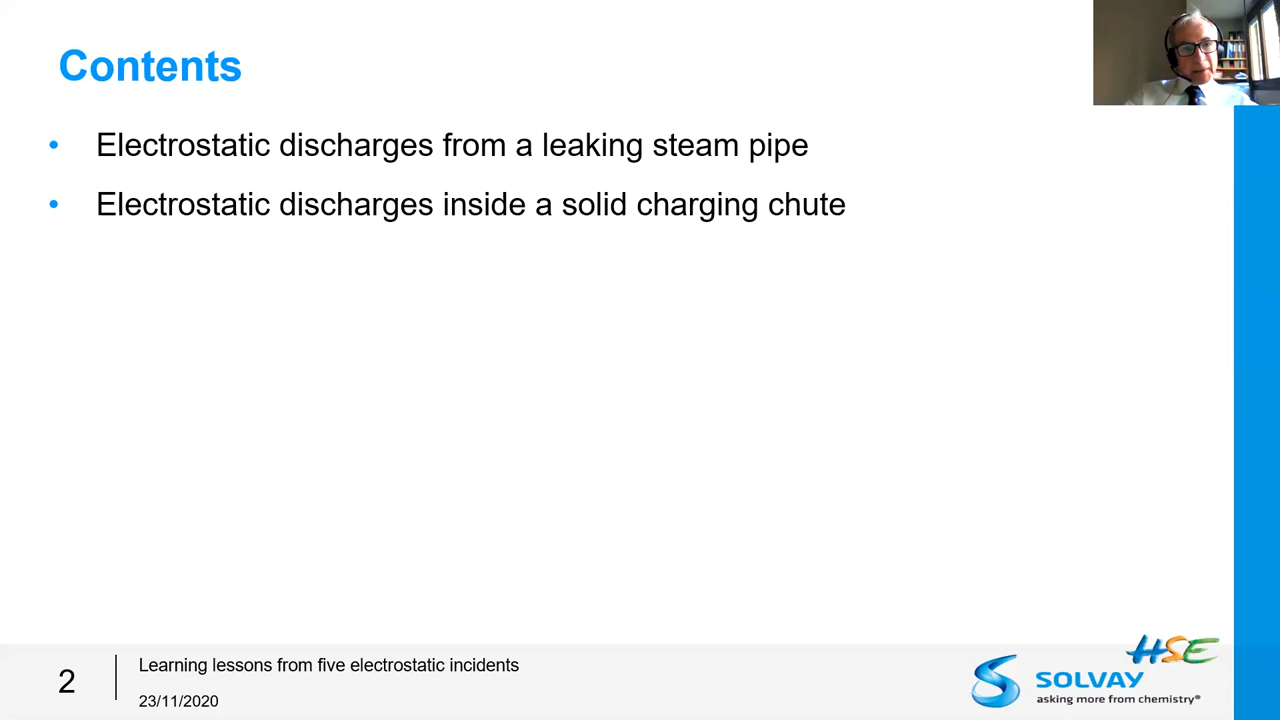 Contents
• Electrostatic discharges from a leaking steam pipe
• Electrostatic discharges inside a solid charging chute
2
Learning lessons from five electrostatic incidents
23/11/2020
HSE
SOLVAY
asking more from chemistry®